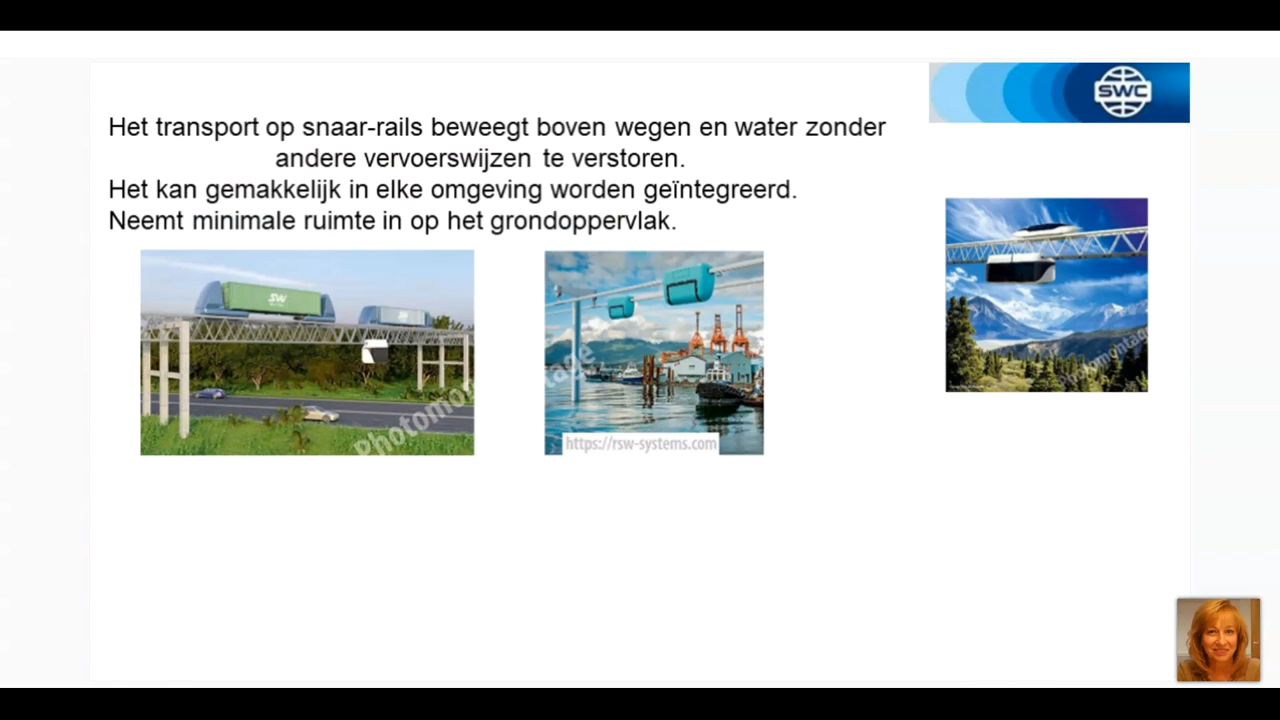 SWC
Het transport op snaar-rails beweegt boven wegen en water zonder
andere vervoerswijzen te verstoren.
Het kan gemakkelijk in elke omgeving worden geïntegreerd.
Neemt minimale ruimte in op het grondoppervlak.
SW
https://rsw-systems.com